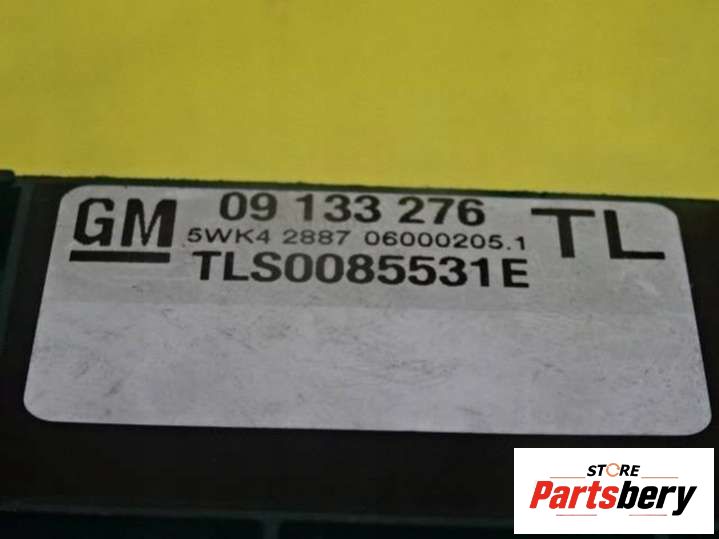 GM
09 133 276
TL
5WK4 2887 06000205.1
TLS0085531E
STORE
Partsbery